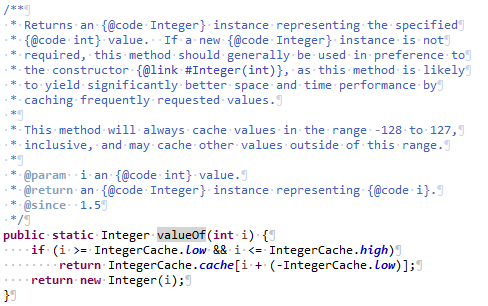 /**
 * Returns an {@code Integer} instance representing the specified
 * {@code int} value.  If a new {@code Integer} instance is not
 * required, this method should generally be used in preference to
 * the constructor {@link #Integer(int)}, as this method is likely
 * to yield significantly better space and time performance by
 * caching frequently requested values.
 *
 * This method will always cache values in the range -128 to 127,
 * inclusive, and may cache other values outside of this range.
 *
 * @param  i an {@code int} value.
 * @return an {@code Integer} instance representing {@code i}.
 * @since  1.5
 */
public static Integer valueOf(int i) {
    if (i >= IntegerCache.low && i <= IntegerCache.high)
        return IntegerCache.cache[i + (-IntegerCache.low)];
    return new Integer(i);
}